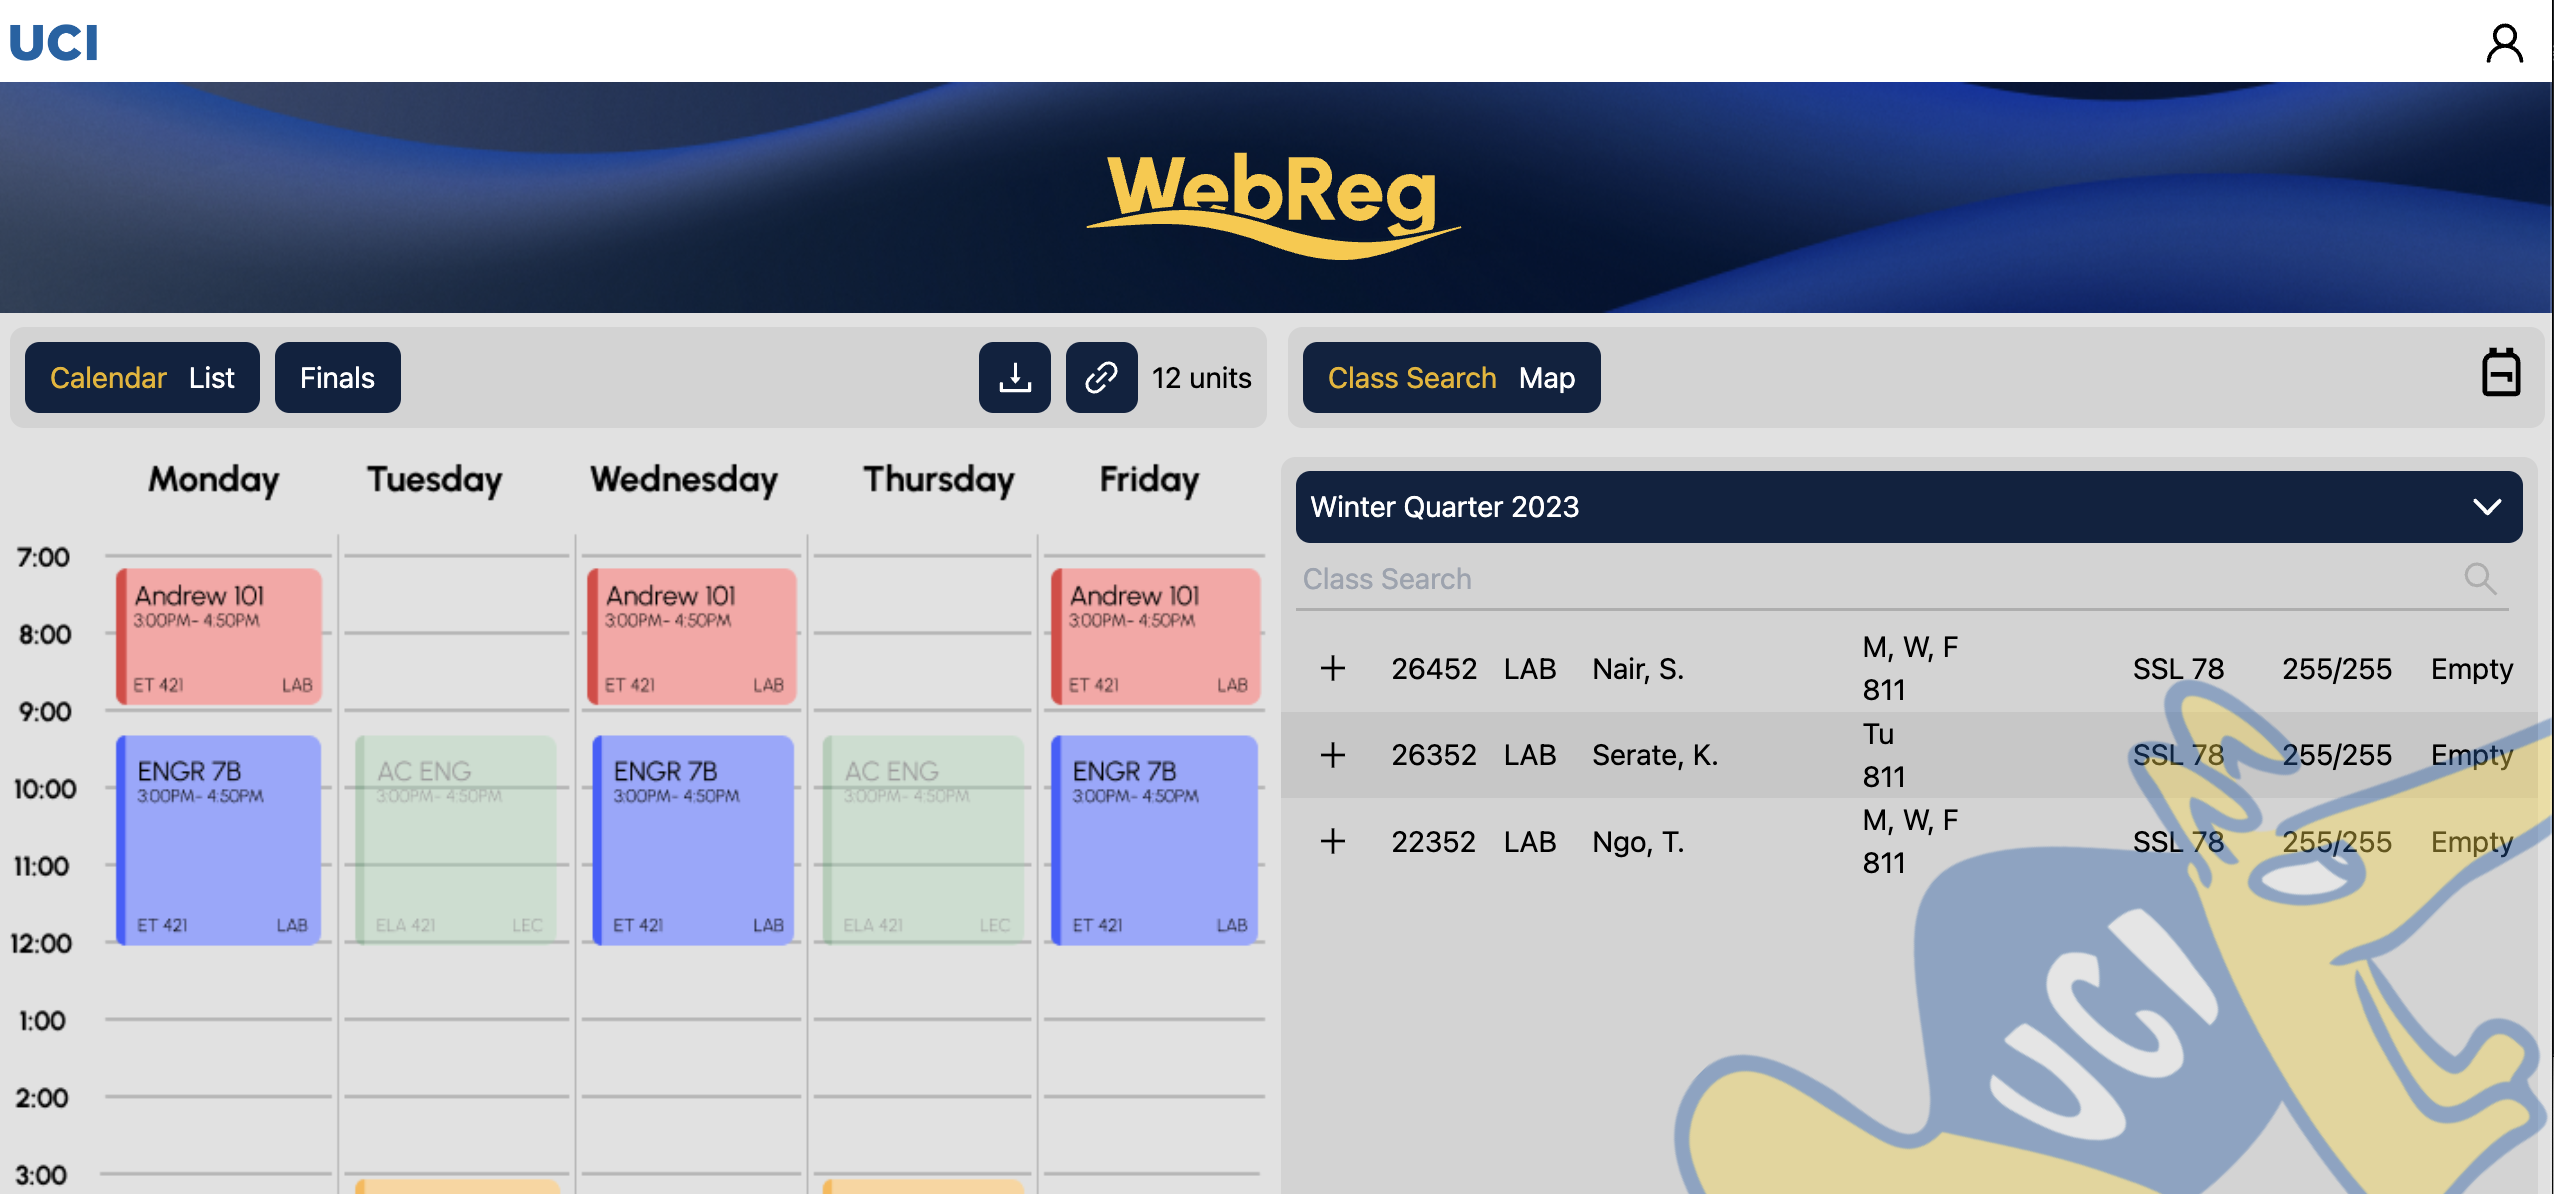 UCI
WebReg
Calendar List Finals 12 units
Class Search Map
Monday Tuesday Wednesday Thursday Friday
7:00
8:00
9:00
10:00
11:00
12:00
1:00
2:00
3:00
Andrew 101
3:00PM- 4:50PM
ET 421 LAB
Andrew 101
3:00PM- 4:50PM
ET 421 LAB
Andrew 101
3:00PM- 4:50PM
ET 421 LAB
ENGR 7B
3:00PM- 4:50PM
ET 421 LAB
AC ENG
3:00PM- 4:50PM
ELA 421 LEC
ENGR 7B
3:00PM- 4:50PM
ET 421 LAB
AC ENG
3:00PM- 4:50PM
ELA 421 LEC
ENGR 7B
3:00PM- 4:50PM
ET 421 LAB
Winter Quarter 2023
Class Search
26452 LAB Nair, S. M, W, F SSL 78 255/255 Empty
811
26352 LAB Serate, K. Tu SSL 78 255/255 Empty
811
22352 LAB Ngo, T. M, W, F SSL 78 255/255 Empty
811
UCI